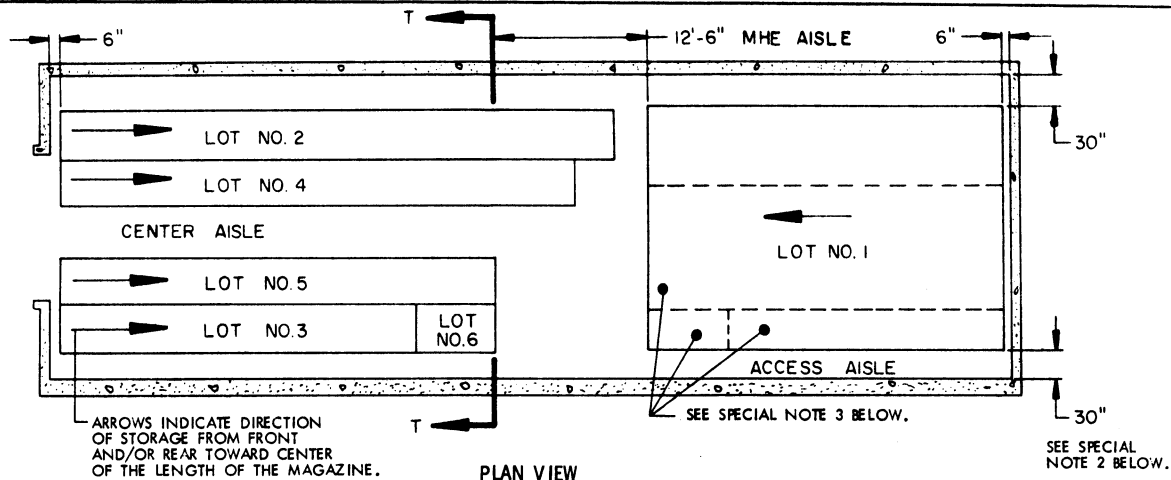 T
6"
12'-6" MHE AISLE
6"
30"
LOT NO. 2
LOT NO. 4
CENTER AISLE
LOT NO. 1
LOT NO. 5
LOT NO. 3
LOT
NO. 6
ACCESS AISLE
T
ARROWS INDICATE DIRECTION
OF STORAGE FROM FRONT
AND/OR REAR TOWARD CENTER
OF THE LENGTH OF THE MAGAZINE.
SEE SPECIAL NOTE 3 BELOW.
30"
SEE SPECIAL
NOTE 2 BELOW.
PLAN VIEW